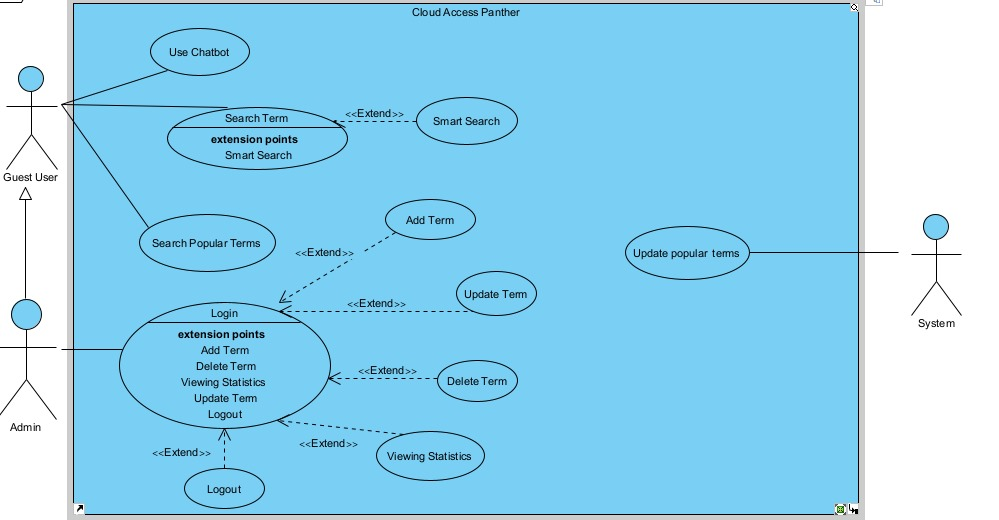 Cloud Access Panther
Use Chatbot
Guest User
Search Term
extension points
Smart Search
<<Extend>>
Smart Search
Search Popular Terms
Add Term
<<Extend>>
Update popular terms
System
Update Term
<<Extend>>
Login
extension points
Add Term
Delete Term
Viewing Statistics
Update Term
Logout
Admin
<<Extend>>
Delete Term
<<Extend>>
Viewing Statistics
<<Extend>>
Logout